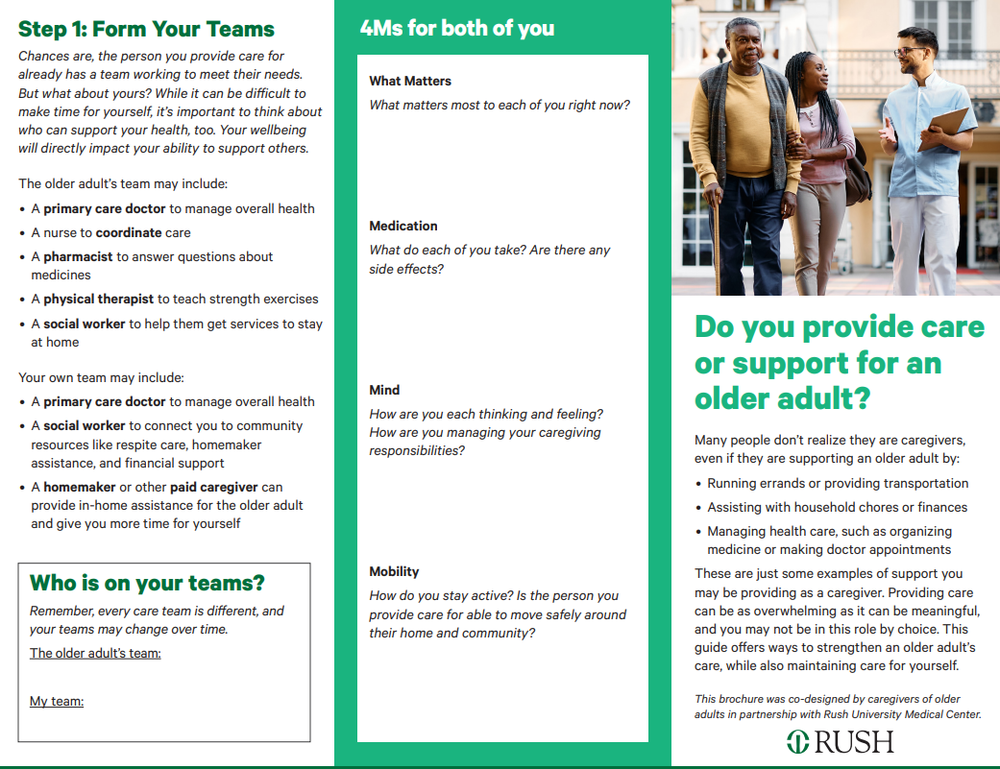 Step 1: Form Your Teams
Chances are, the person you provide care for
already has a team working to meet their needs.
But what about yours? While it can be difficult to
make time for yourself, it's important to think about
who can support your health, too. Your wellbeing
will directly impact your ability to support others.
The older adult's team may include:
• A primary care doctor to manage overall health
• A nurse to coordinate care
• A pharmacist to answer questions about
medicines
• A physical therapist to teach strength exercises
• A social worker to help them get services to stay
at home
Your own team may include:
• A primary care doctor to manage overall health
• A social worker to connect you to community
resources like respite care, homemaker
assistance, and financial support
• A homemaker or other paid caregiver can
provide in-home assistance for the older adult
and give you more time for yourself
Who is on your teams?
Remember, every care team is different, and
your teams may change over time.
The older adult's team:
My team:
4Ms for both of you
What Matters
What matters most to each of you right now?
Medication
What do each of you take? Are there any
side effects?
Mind
How are you each thinking and feeling?
How are you managing your caregiving
responsibilities?
Mobility
How do you stay active? Is the person you
provide care for able to move safely around
their home and community?
Do you provide care
or support for an
older adult?
Many people don't realize they are caregivers,
even if they are supporting an older adult by:
• Running errands or providing transportation
• Assisting with household chores or finances
• Managing health care, such as organizing
medicine or making doctor appointments
These are just some examples of support you
may be providing as a caregiver. Providing care
can be as overwhelming as it can be meaningful,
and you may not be in this role by choice. This
guide offers ways to strengthen an older adult's
care, while also maintaining care for yourself.
This brochure was co-designed by caregivers of older
adults in partnership with Rush University Medical Center.
RUSH